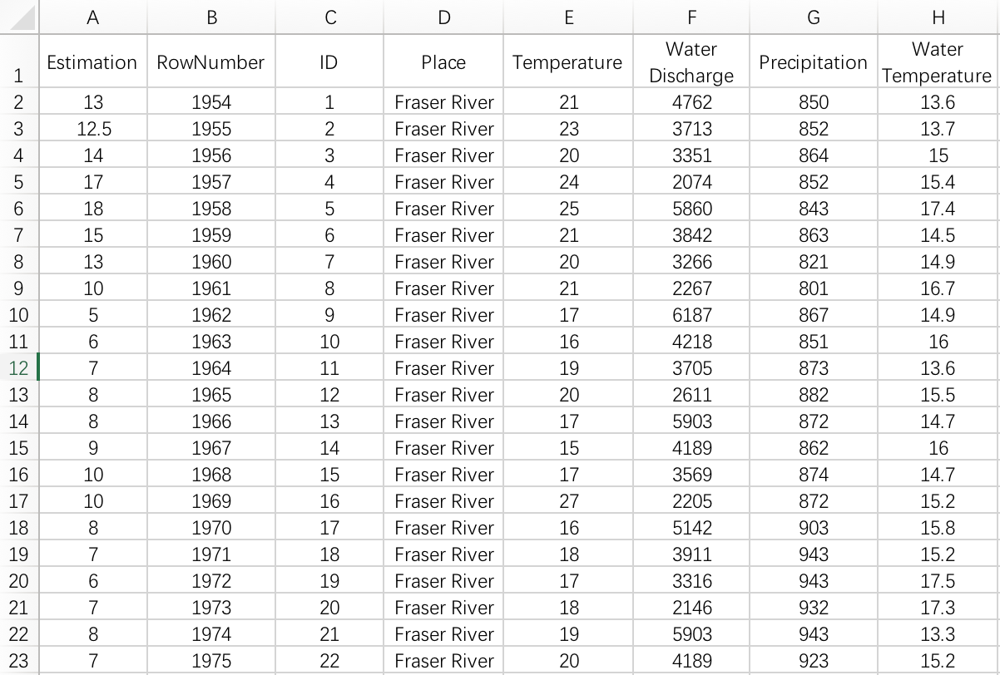 A B C D E F G H
1 Estimation RowNumber ID Place Temperature Water Discharge Precipitation Water Temperature
2 13 1954 1 Fraser River 21 4762 850 13.6
3 12.5 1955 2 Fraser River 23 3713 852 13.7
4 14 1956 3 Fraser River 20 3351 864 15
5 17 1957 4 Fraser River 24 2074 852 15.4
6 18 1958 5 Fraser River 25 5860 843 17.4
7 15 1959 6 Fraser River 21 3842 863 14.5
8 13 1960 7 Fraser River 20 3266 821 14.9
9 10 1961 8 Fraser River 21 2267 801 16.7
10 5 1962 9 Fraser River 17 6187 867 14.9
11 6 1963 10 Fraser River 16 4218 851 16
12 7 1964 11 Fraser River 19 3705 873 13.6
13 8 1965 12 Fraser River 20 2611 882 15.5
14 8 1966 13 Fraser River 17 5903 872 14.7
15 9 1967 14 Fraser River 15 4189 862 16
16 10 1968 15 Fraser River 17 3569 874 14.7
17 10 1969 16 Fraser River 27 2205 872 15.2
18 8 1970 17 Fraser River 16 5142 903 15.8
19 7 1971 18 Fraser River 18 3911 943 15.2
20 6 1972 19 Fraser River 17 3316 943 17.5
21 7 1973 20 Fraser River 18 2146 932 17.3
22 8 1974 21 Fraser River 19 5903 943 13.3
23 7 1975 22 Fraser River 20 4189 923 15.2